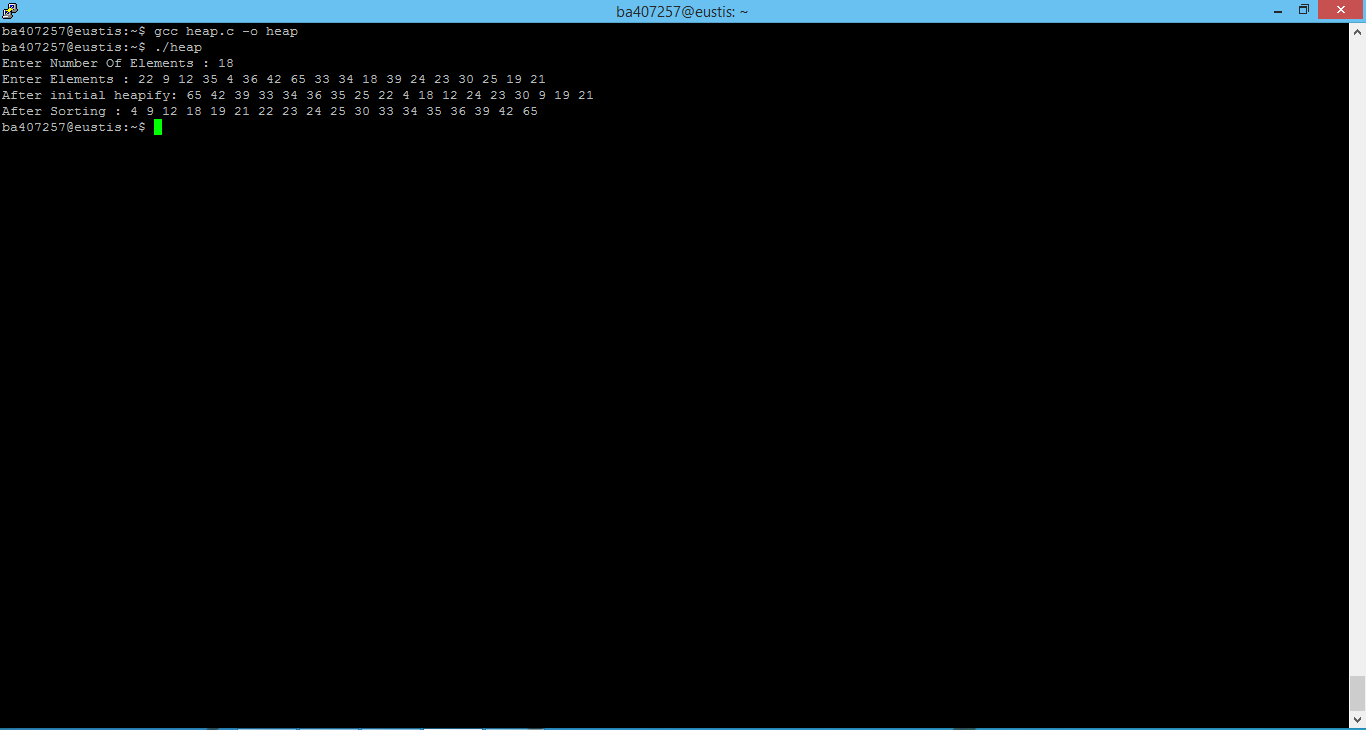 ba407257@eustis: ~
ba407257@eustis:~$ gcc heap.c -o heap
ba407257@eustis:~$ ./heap
Enter Number Of Elements : 18
Enter Elements : 22 9 12 35 4 36 42 65 33 34 18 39 24 23 30 25 19 21
After initial heapify: 65 42 39 33 34 36 35 25 22 4 18 12 24 23 30 9 19 21
After Sorting : 4 9 12 18 19 21 22 23 24 25 30 33 34 35 36 39 42 65
ba407257@eustis:~$